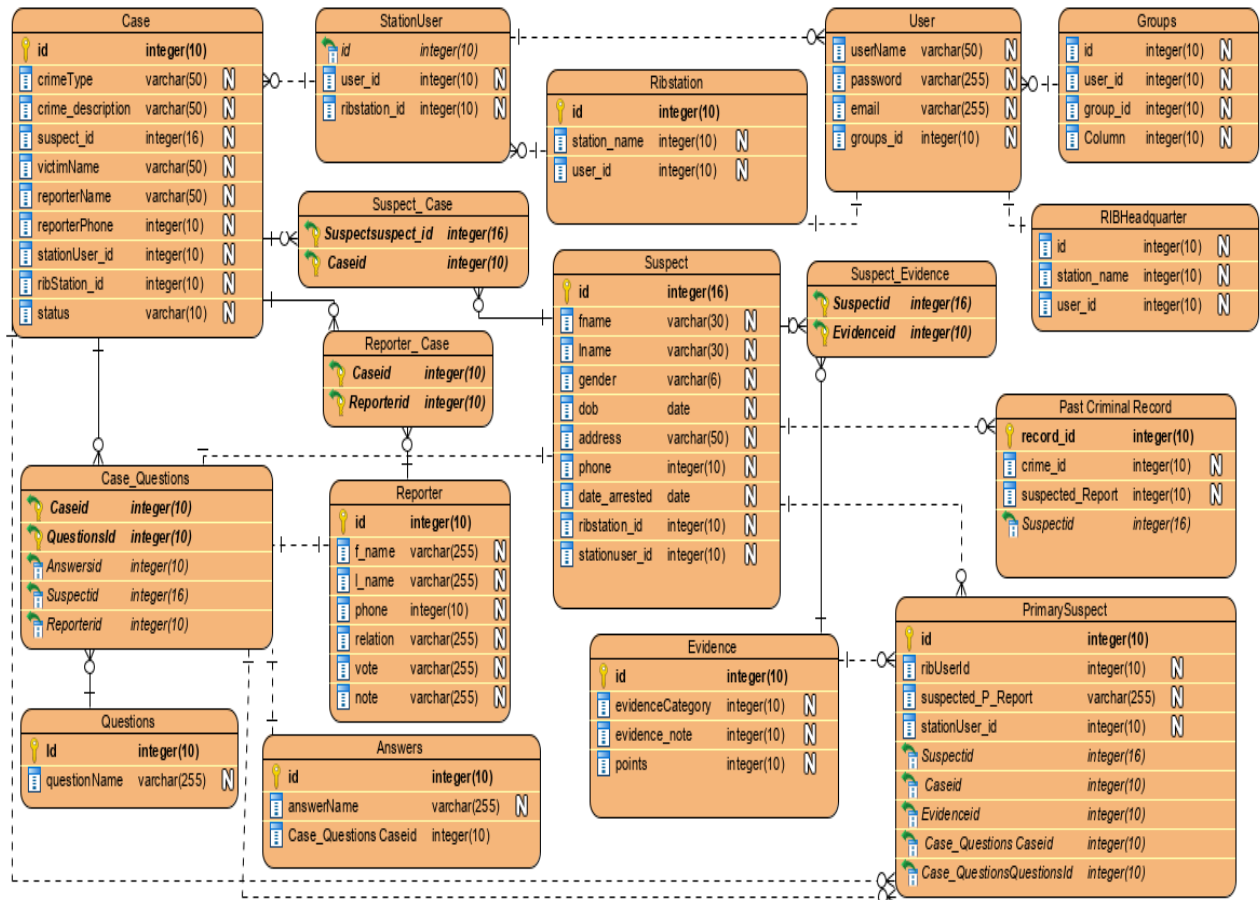 Case
id integer(10)
crimeType varchar(50) N
crime_description varchar(50) N
suspect_id integer(16) N
victimName varchar(50) N
reporterName varchar(50) N
reporterPhone integer(10) N
stationUser_id integer(10) N
ribStation_id integer(10) N
status varchar(10) N
StationUser
id integer(10)
user_id integer(10) N
ribstation_id integer(10) N
Ribstation
id integer(10)
station_name integer(10) N
user_id integer(10) N
User
userName varchar(50) N
password varchar(255) N
email varchar(255) N
groups_id integer(10) N
Groups
id integer(10) N
user_id integer(10) N
group_id integer(10) N
Column integer(10) N
RIBHeadquarter
id integer(10) N
station_name integer(10) N
user_id integer(10) N
Suspect_ Case
Suspectsuspect_id integer(16)
Caseid integer(10)
Suspect
id integer(16)
fname varchar(30) N
lname varchar(30) N
gender varchar(6) N
dob date N
address varchar(50) N
phone integer(10) N
date_arrested date N
ribstation_id integer(10) N
stationuser_id integer(10) N
Suspect_Evidence
Suspectid integer(16)
Evidenceid integer(10)
Reporter_ Case
Caseid integer(10)
Reporterid integer(10)
Past Criminal Record
record_id integer(10)
crime_id integer(10) N
suspected_Report integer(10) N
Suspectid integer(16)
Case_Questions
Caseid integer(10)
QuestionsId integer(10)
Answersid integer(10)
Suspectid integer(16)
Reporterid integer(10)
Reporter
id integer(10)
f_name varchar(255) N
l_name varchar(255) N
phone integer(10) N
relation varchar(255) N
vote varchar(255) N
note varchar(255) N
PrimarySuspect
id integer(10)
ribUserId integer(10) N
suspected_P_Report varchar(255) N
stationUser_id integer(10) N
Suspectid integer(16)
Caseid integer(10)
Evidenceid integer(10)
Case_Questions Caseid integer(10)
Case_QuestionsQuestionsId integer(10)
Evidence
id integer(10)
evidenceCategory integer(10) N
evidence_note integer(10) N
points integer(10) N
Questions
Id integer(10)
questionName varchar(255) N
Answers
id integer(10)
answerName varchar(255) N
Case_Questions Caseid integer(10)